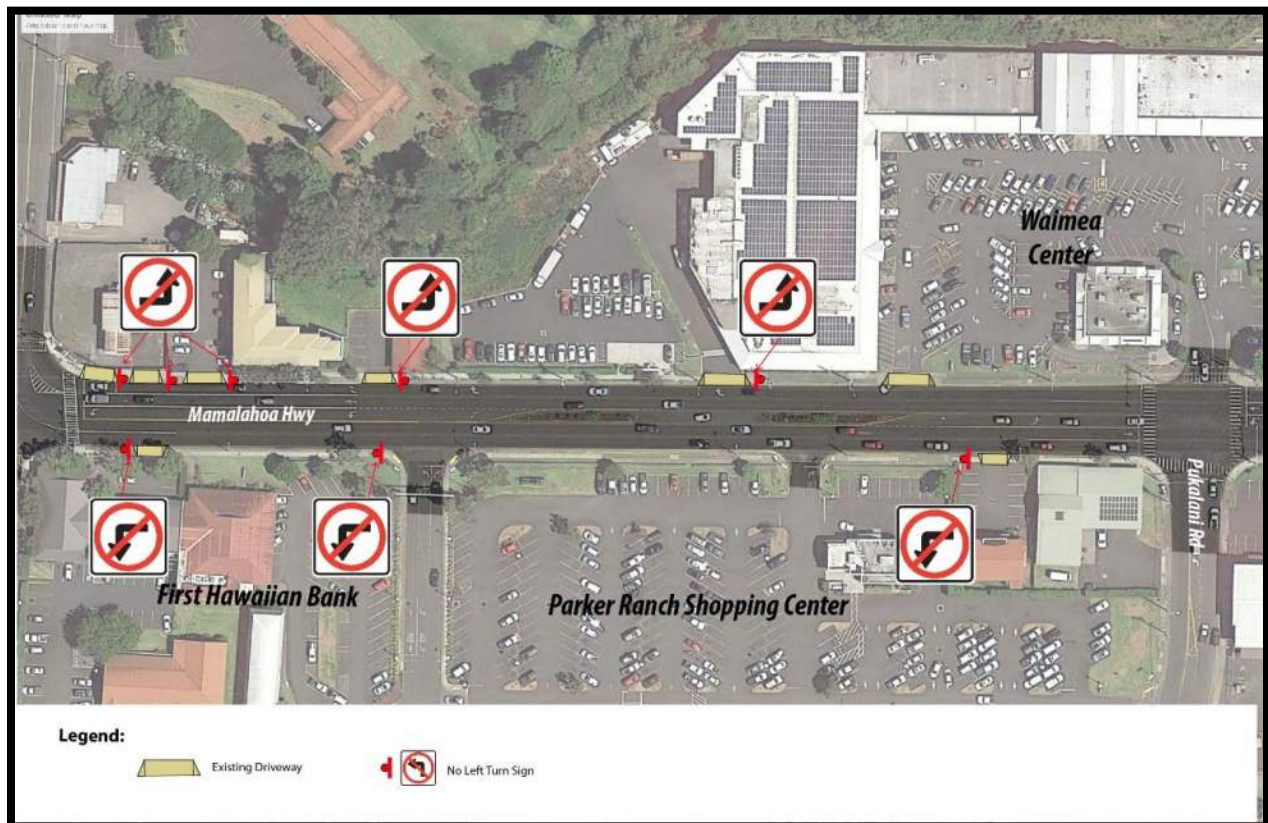 Waimea
Center
Mamalahoa Hwy
Pukalani Rd
First Hawaiian Bank
Parker Ranch Shopping Center
Legend:
Existing Driveway
No Left Turn Sign